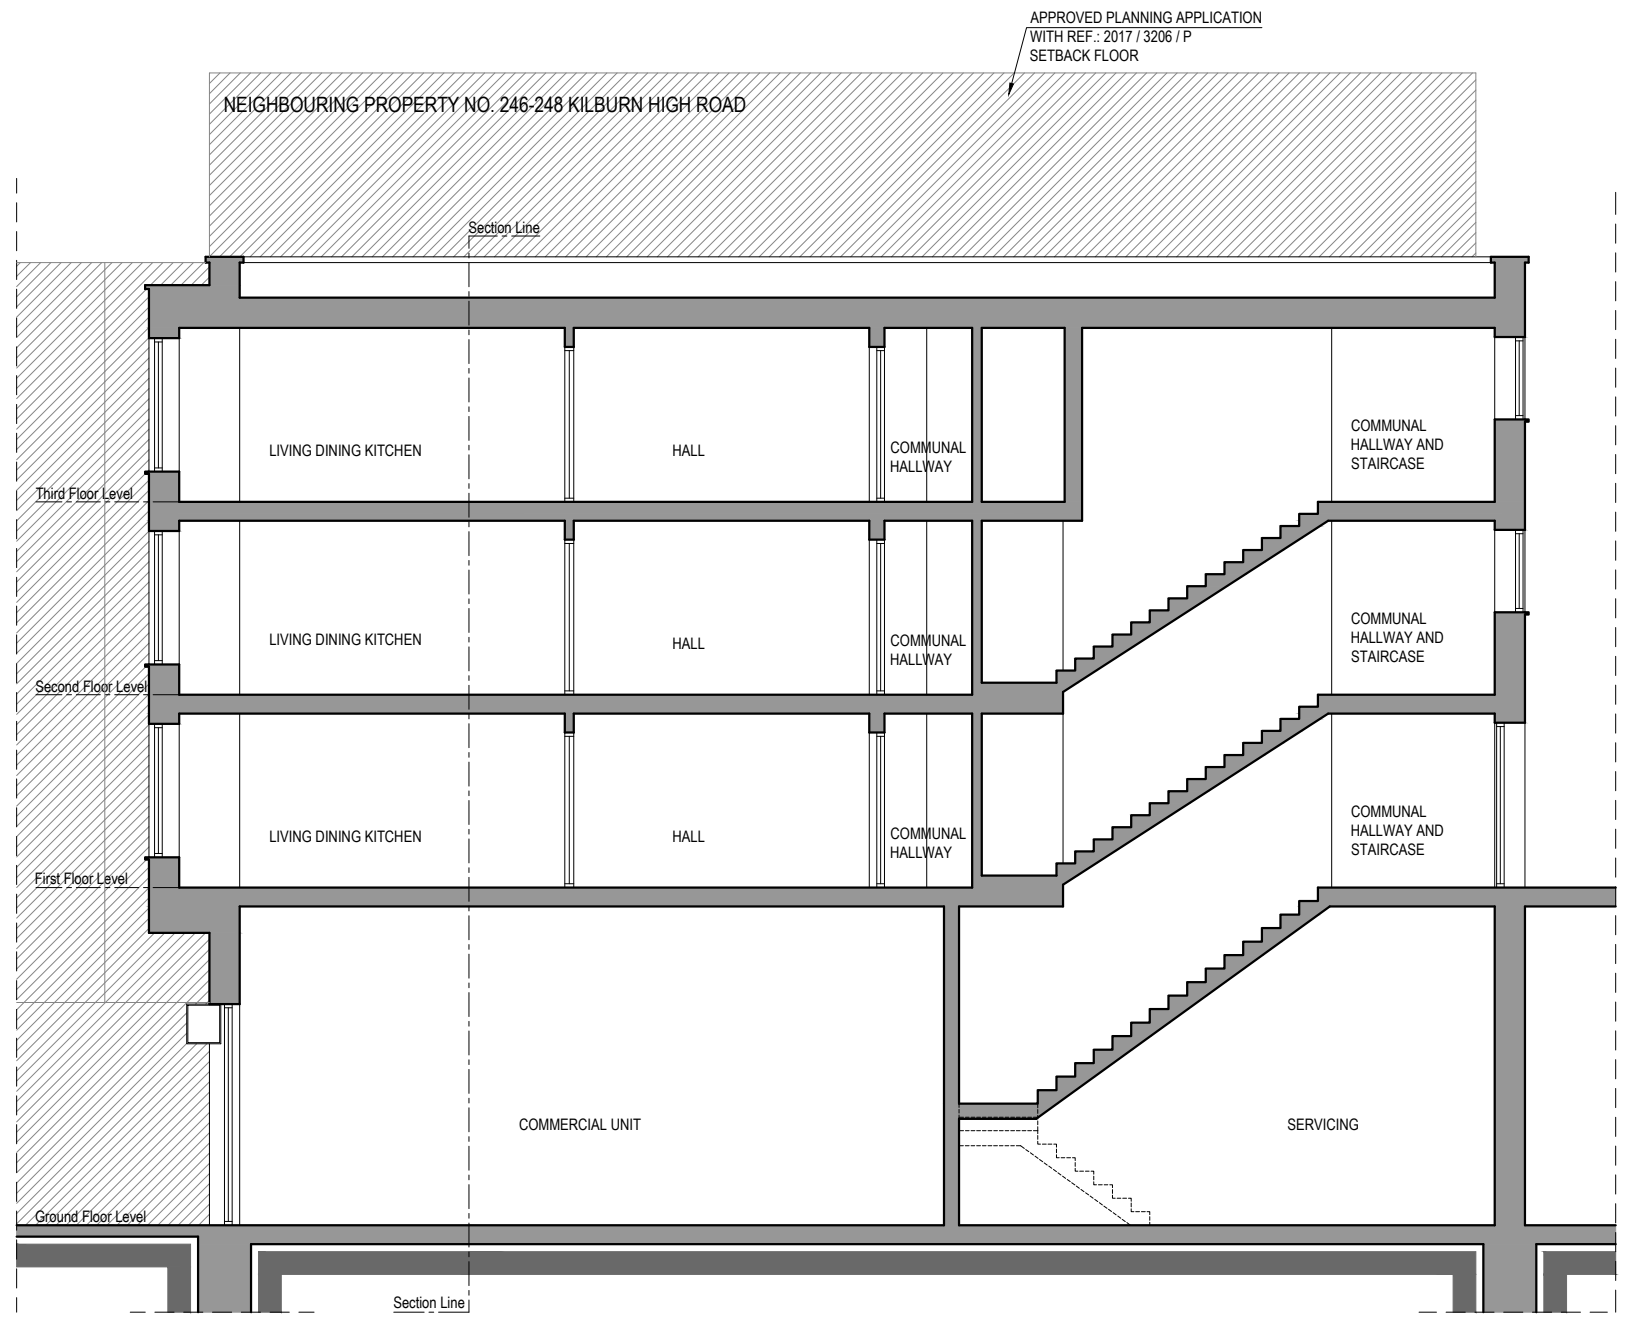 APPROVED PLANNING APPLICATION
WITH REF.: 2017 / 3206 / P
SETBACK FLOOR
NEIGHBOURING PROPERTY NO. 246-248 KILBURN HIGH ROAD
Section Line
LIVING DINING KITCHEN
HALL
COMMUNAL
HALLWAY
COMMUNAL
HALLWAY AND
STAIRCASE
Third Floor Level
LIVING DINING KITCHEN
HALL
COMMUNAL
HALLWAY
COMMUNAL
HALLWAY AND
STAIRCASE
Second Floor Level
LIVING DINING KITCHEN
HALL
COMMUNAL
HALLWAY
COMMUNAL
HALLWAY AND
STAIRCASE
First Floor Level
COMMERCIAL UNIT
SERVICING
Ground Floor Level
Section Line